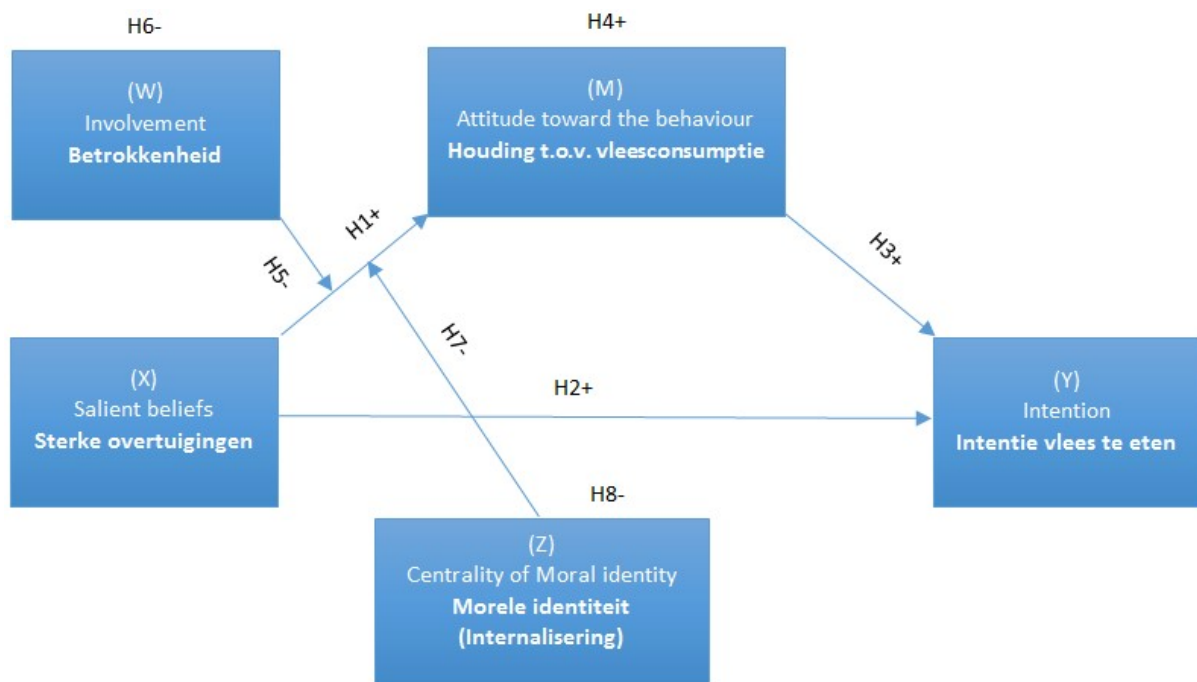 H6-
H4+
(W)
Involvement
Betrokkenheid
(M)
Attitude toward the behaviour
Houding t.o.v. vleesconsumptie
H1+
H5-
H3+
H7-
H2+
(X)
Salient beliefs
Sterke overtuigingen
(Y)
Intention
Intentie vlees te eten
H8-
(Z)
Centrality of Moral identity
Morele identiteit
(Internalisering)